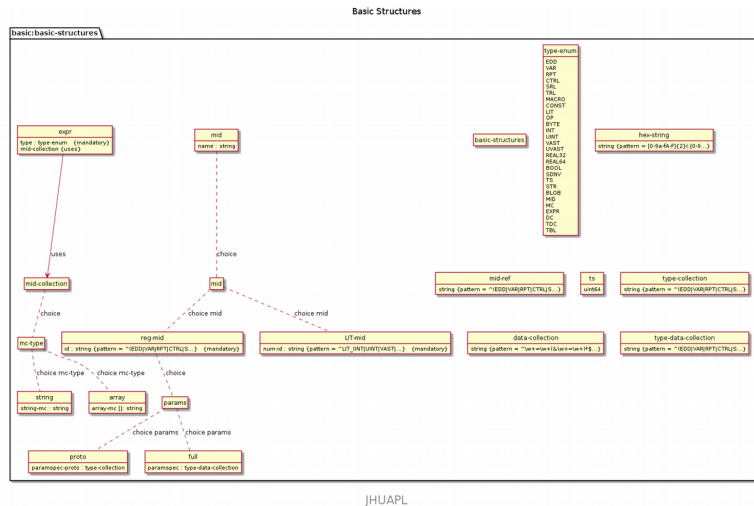 Basic Structures
basic:basic-structures
type-enum
EDD
VAR
RPT
CTRL
SRL
TRL
MACRO
CONST
LIT
OP
BYTE
INT
UINT
VAST
UVAST
REAL32
REAL64
BOOL
SDNV
TS
STR
BLOB
MID
MC
EXPR
DC
TDC
TBL
expr
type : type-enum {mandatory}
mid-collection {uses}
mid
name : string
basic-structures
hex-string
string {pattern = [0-9a-fA-F]{2}(:[0-9...}
uses
choice
mid-collection
mid
mid-ref
string {pattern = ^(EDD|VAR|RPT|CTRL|S...}
ts
uint64
type-collection
string {pattern = ^(EDD|VAR|RPT|CTRL|S...}
choice
choice mid
choice mid
mc-type
reg-mid
id : string {pattern = ^(EDD|VAR|RPT|CTRL|S...} {mandatory}
LIT-mid
num-id : string {pattern = ^LIT_(INT|UINT|VAST|...} {mandatory}
data-collection
type-data-collection
string {pattern = ^(EDD|VAR|RPT|CTRL|S...}
choice mc-type
choice mc-type
choice
string
string-mc : string
array
array-mc []: string
params
choice params
choice params
proto
paramspec-proto : type-collection
full
paramspec : type-data-collection
JHUAPL